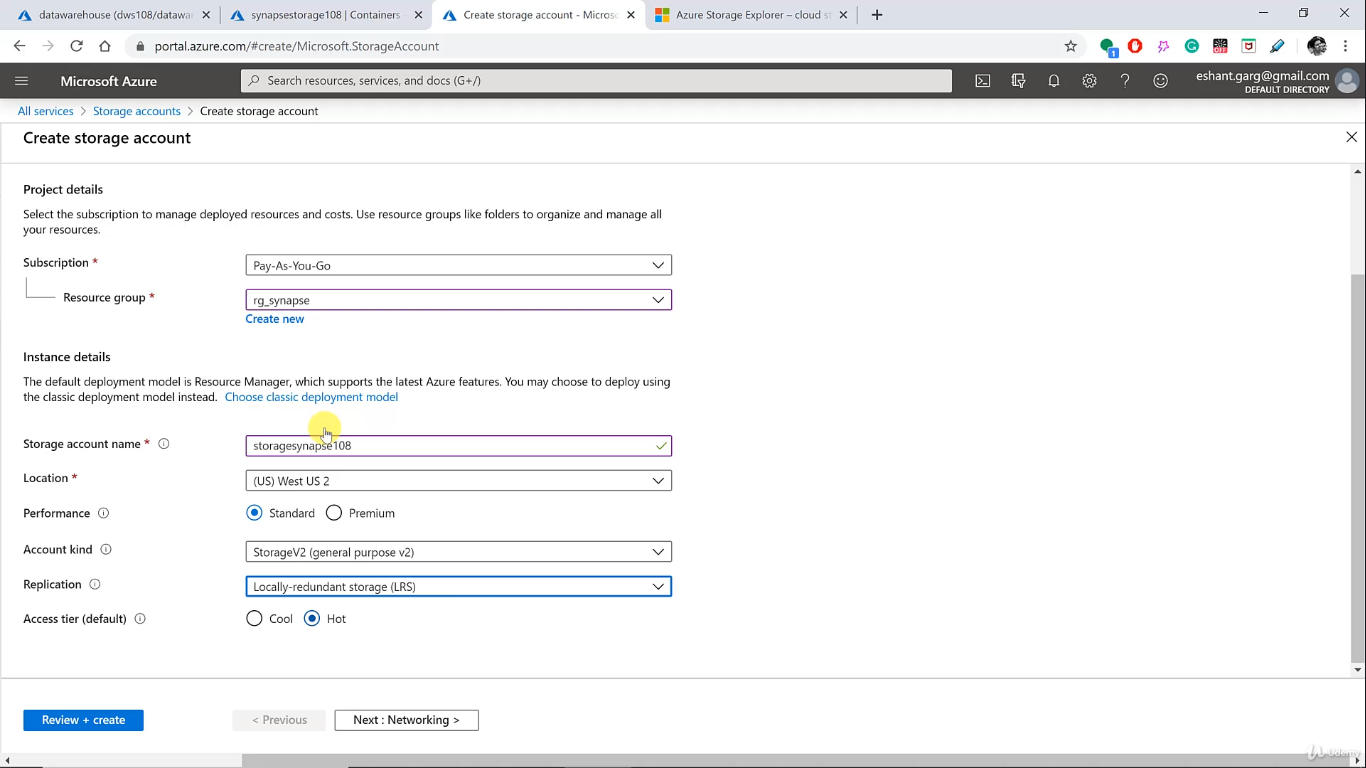 datawarehouse (dws108/datawar
synapsestorage108 | Containers
Create storage account - Microso
Azure Storage Explorer – cloud st
portal.azure.com/#create/Microsoft.StorageAccount
1
Microsoft Azure
Search resources, services, and docs (G+/)
eshant.garg@gmail.com
DEFAULT DIRECTORY
All services > Storage accounts > Create storage account
Create storage account
Project details
Select the subscription to manage deployed resources and costs. Use resource groups like folders to organize and manage all
your resources.
Subscription *
Pay-As-You-Go
Resource group *
rg_synapse
Create new
Instance details
The default deployment model is Resource Manager, which supports the latest Azure features. You may choose to deploy using
the classic deployment model instead. Choose classic deployment model
Storage account name *
storagesynapse108
Location *
(US) West US 2
Performance
Standard Premium
Account kind
StorageV2 (general purpose v2)
Replication
Locally-redundant storage (LRS)
Access tier (default)
Cool Hot
Review + create
< Previous
Next : Networking >
Udemy